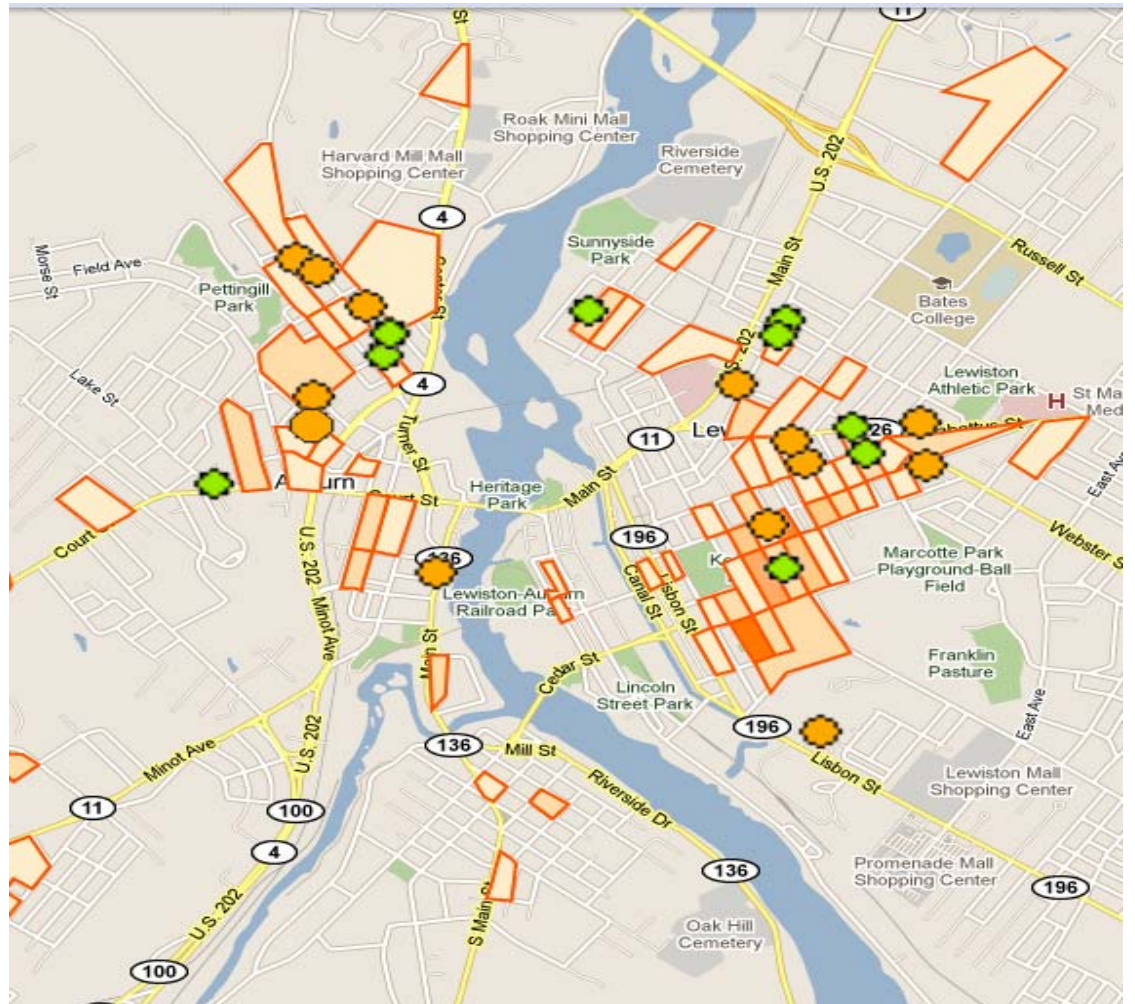 11
St
Roak Mini Mall
Shopping Center
Riverside
Cemetery
Harvard Mill Mall
Shopping Center
U.S. 202
4
Morse St
Field Ave
Pettingill
Park
Sunnyside
Park
Main St
Russell St
Bates
College
Center St
Lake St
4
U.S. 202
Lewiston
Athletic Park
H
Turner St
11
Court St
Heritage
Park
Main St
East Ave
Webster St
Court
U.S. 202
196
136
Marcotte Park
Playground-Ball
Field
Canal St
Lisbon St
Lewiston-Auburn
Railroad Park
Minot Ave
Main St
Cedar St
Franklin
Pasture
Lincoln
Street Park
East Ave
U.S. 202
196
136
Mill St
Minot Ave
Lisbon St
Lewiston Mall
Shopping Center
Riverside Dr
11
100
4
Promenade Mall
Shopping Center
136
196
U.S. 202
S Main St
Oak Hill
Cemetery
100